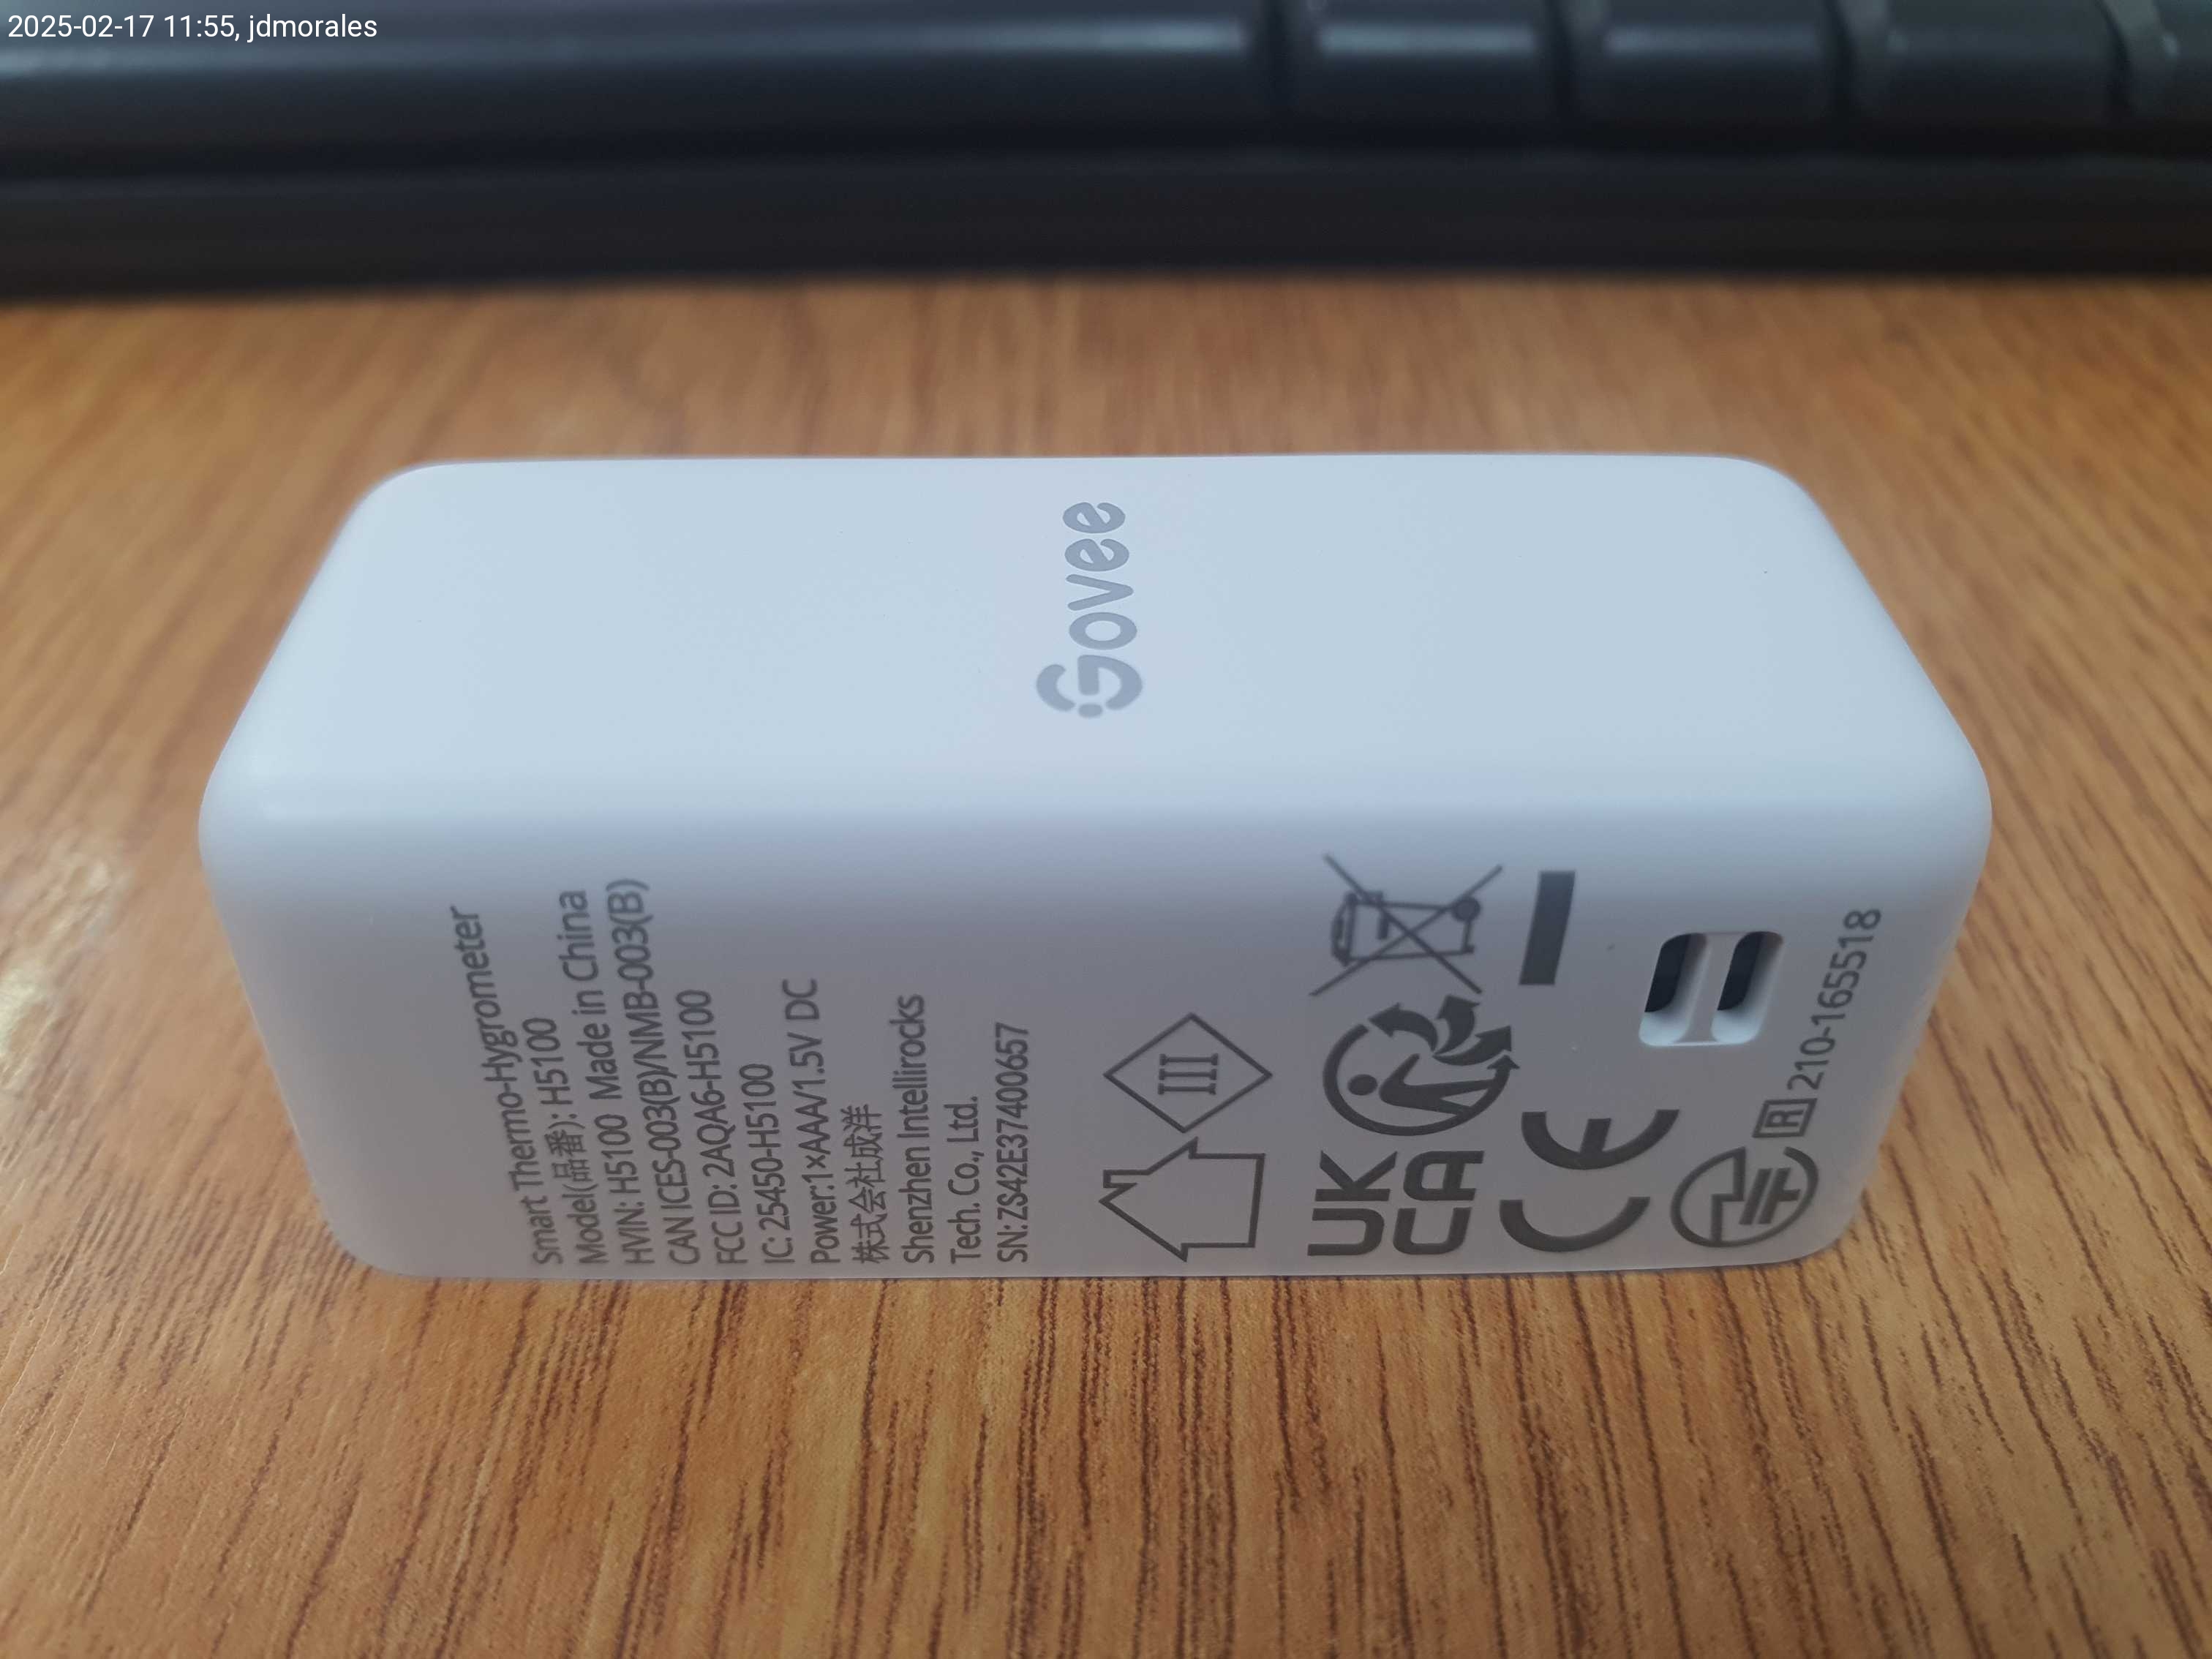 2025-02-17 11:55, jdmorales
Govee
Smart Thermo-Hygrometer
Model(品番): H5100
HVIN: H5100 Made in China
CAN ICES-003(B)/NMB-003(B)
FCC ID: 2AQA6-H5100
IC: 25450-H5100
Power:1×AAA/1.5V DC
株式会社成洋
Shenzhen Intellirocks
Tech. Co., Ltd.
SN: ZS42E37400657
III
UK
CA
CE
R 210-165518